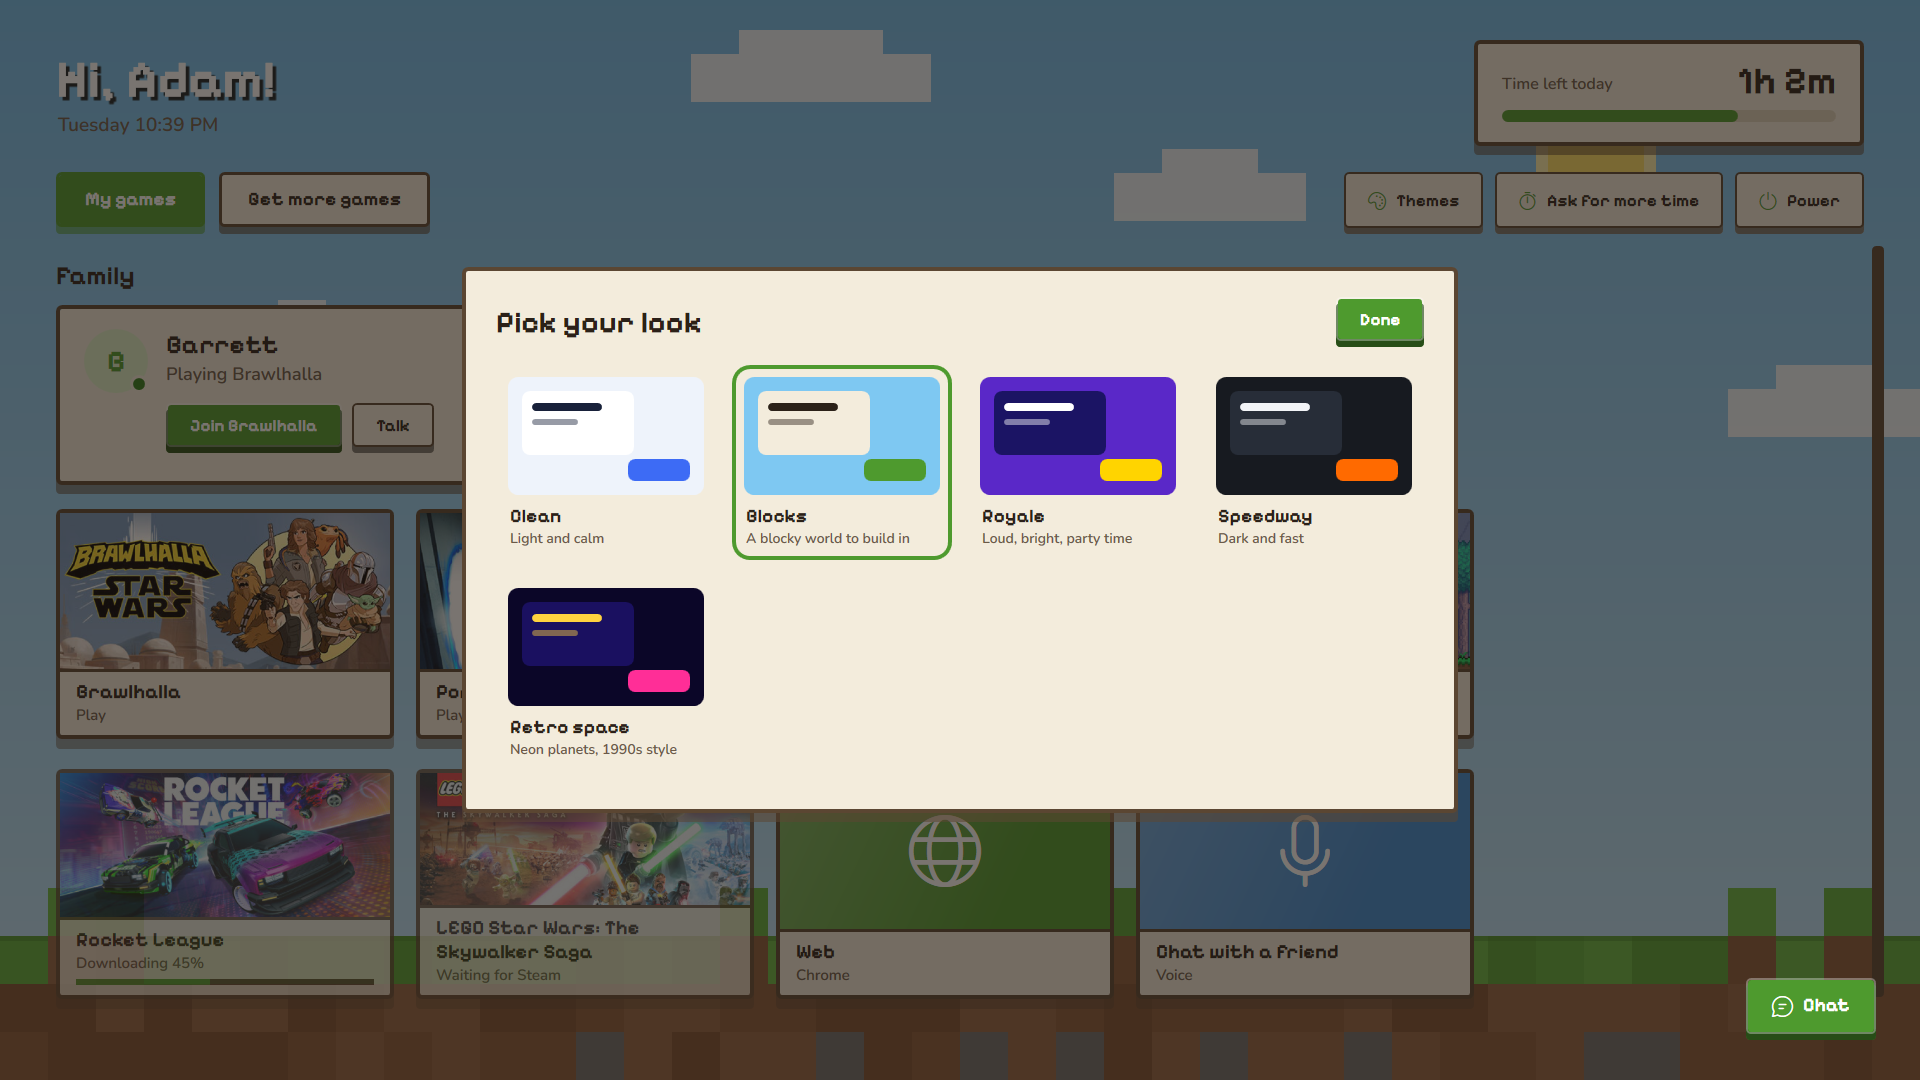 Hi, Adam!
Tuesday 10:39 PM
Time left today
1h 2m
My games
Get more games
Themes
Ask for more time
Power
Family
B
Barrett
Playing Brawlhalla
Join Brawlhalla
Talk
Pick your look
Done
Clean
Light and calm
Blocks
A blocky world to build in
Royale
Loud, bright, party time
Speedway
Dark and fast
Retro space
Neon planets, 1990s style
BRAWLHALLA
STAR
WARS
Brawlhalla
Play
ROCKET
LEAGUE
Rocket League
Downloading 45%
THE SKYWALKER SAGA
LEGO Star Wars: The
Skywalker Saga
Waiting for Steam
Web
Chrome
Chat with a friend
Voice
Chat